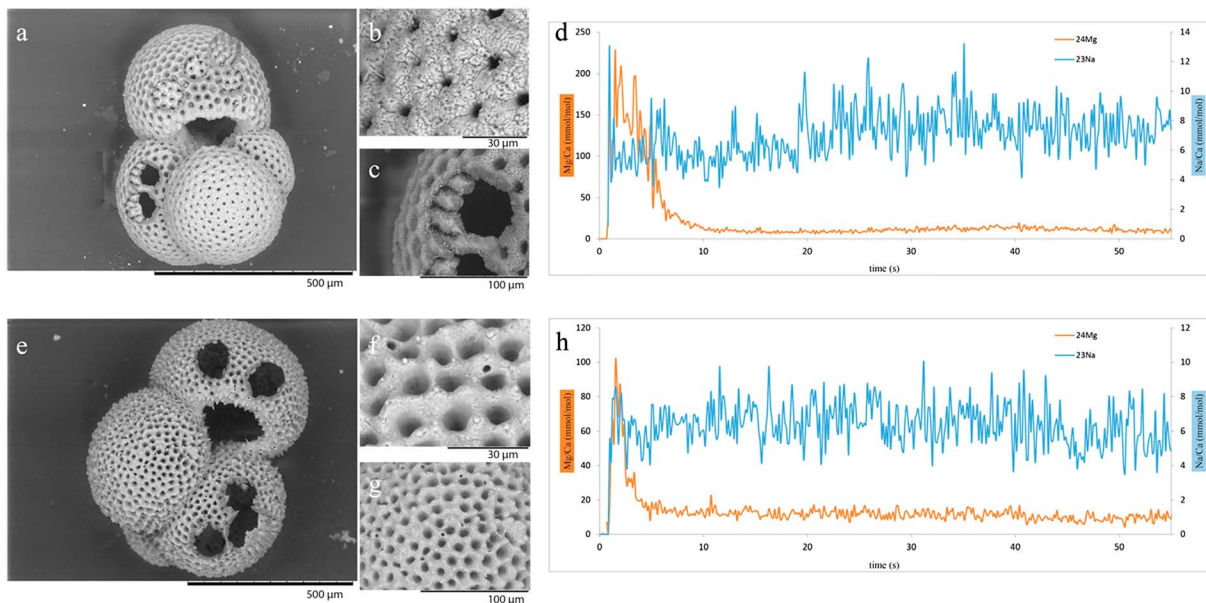 a
500 μm
b
30 μm
c
100 μm
d
24Mg
23Na
250
200
150
100
50
0
Mg/Ca (mmol/mol)
14
12
10
8
6
4
2
0
Na/Ca (mmol/mol)
0 10 20 30 40 50
time (s)
e
500 μm
f
30 μm
g
100 μm
h
24Mg
23Na
120
100
80
60
40
20
0
Mg/Ca (mmol/mol)
12
10
8
6
4
2
0
Na/Ca (mmol/mol)
0 10 20 30 40 50
time (s)